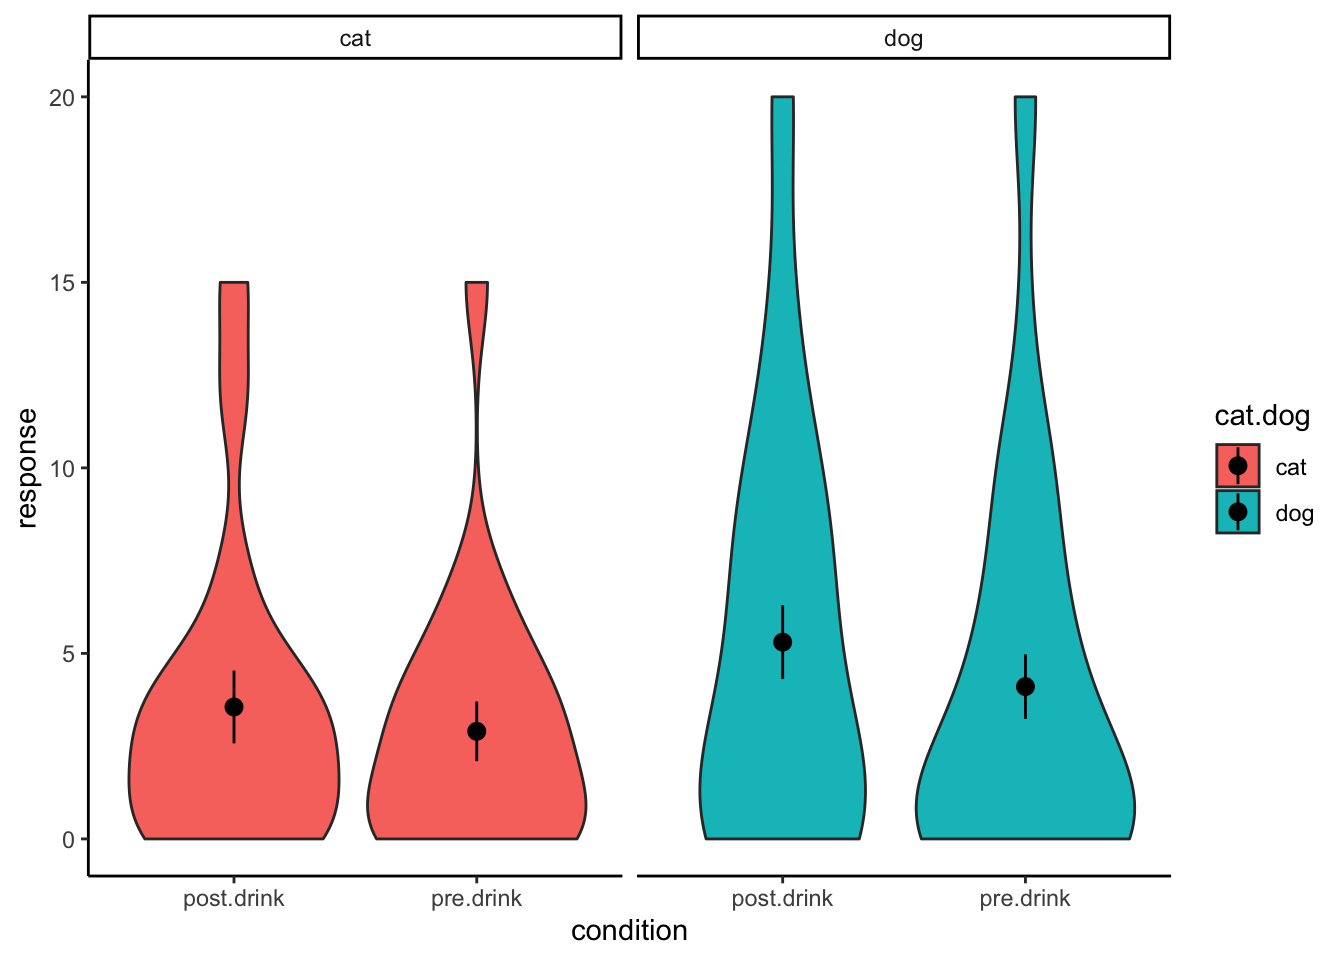 cat
dog
20
15
10
5
0
response
post.drink
pre.drink
post.drink
pre.drink
condition
cat.dog
cat
dog